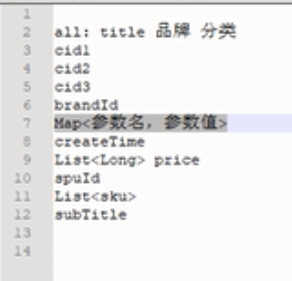 1
2 all: title 品牌 分类
3 cid1
4 cid2
5 cid3
6 brandId
7 Map<参数名，参数值>
8 createTime
9 List<Long> price
10 spuId
11 List<sku>
12 subTitle
13
14